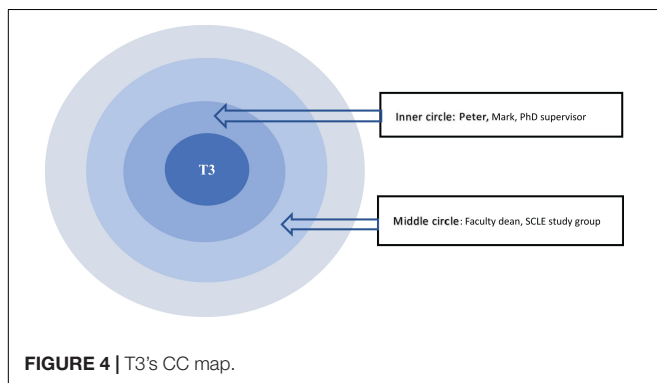 Inner circle: Peter, Mark, PhD supervisor
T3
Middle circle: Faculty dean, SCLE study group
FIGURE 4 | T3's CC map.